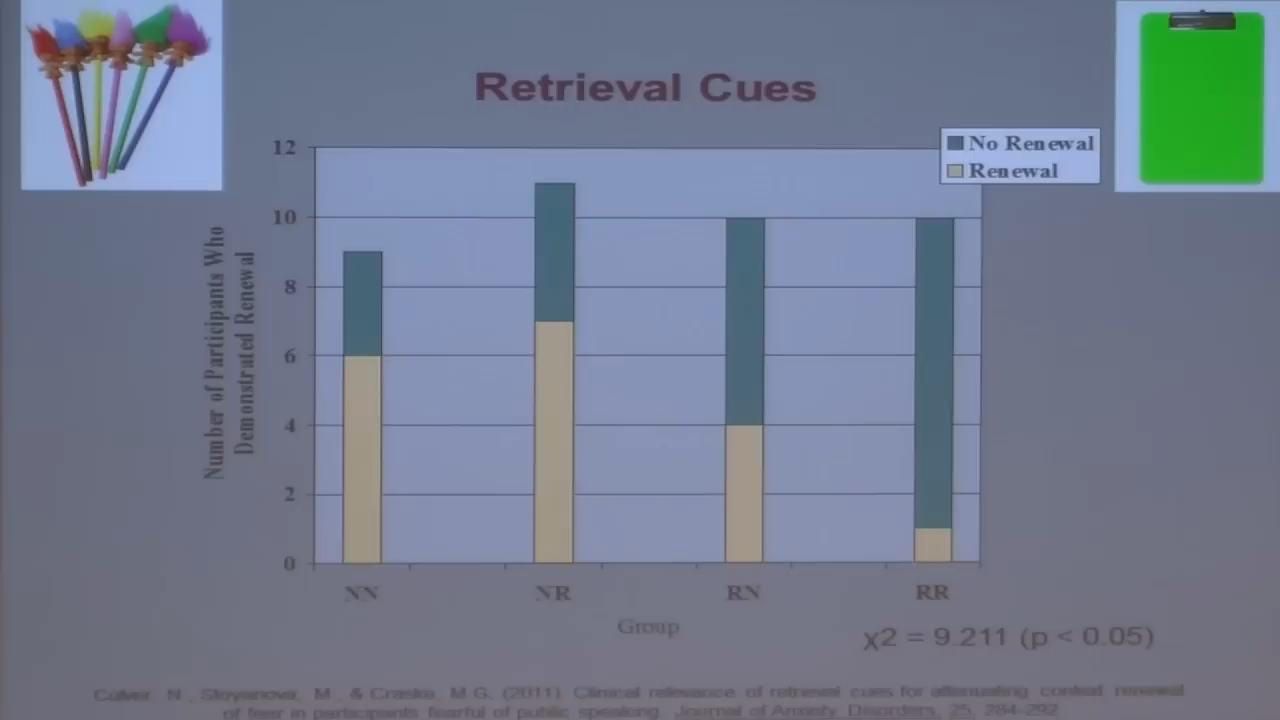 Retrieval Cues
No Renewal
Renewal
12
10
8
6
4
2
0
Number of Participants Who
Demonstrated Renewal
NN
NR
RN
RR
Group
χ2 = 9.211 (p < 0.05)
Culver, N., Stoyanova, M., & Craske, M.G. (2011). Clinical relevance of retrieval cues for attenuating context renewal
of fear in participants fearful of public speaking. Journal of Anxiety Disorders, 25, 284-292.